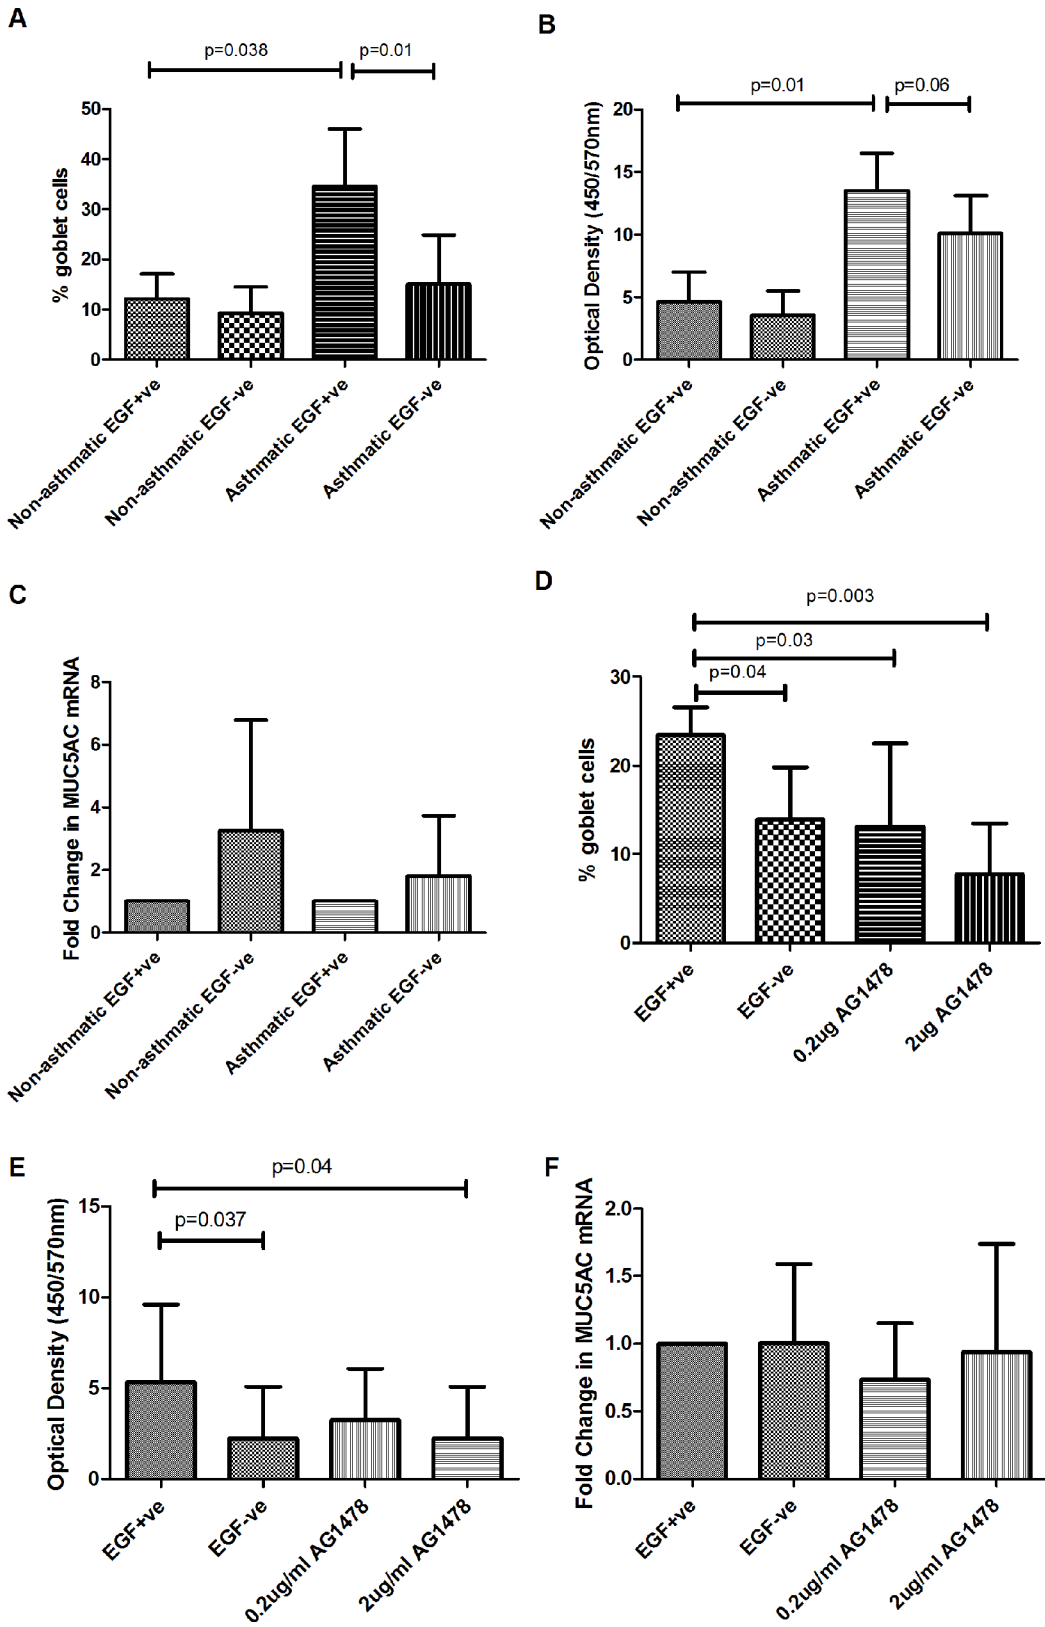 A
p=0.038
p=0.01
% goblet cells
50
40
30
20
10
0
Non-asthmatic EGF+ve
Non-asthmatic EGF-ve
Asthmatic EGF+ve
Asthmatic EGF-ve
B
p=0.01
p=0.06
Optical Density (450/570nm)
20
15
10
5
0
Non-asthmatic EGF+ve
Non-asthmatic EGF-ve
Asthmatic EGF+ve
Asthmatic EGF-ve
C
Fold Change in MUC5AC mRNA
8
6
4
2
0
Non-asthmatic EGF+ve
Non-asthmatic EGF-ve
Asthmatic EGF+ve
Asthmatic EGF-ve
D
p=0.003
p=0.03
p=0.04
% goblet cells
30
20
10
0
EGF+ve
EGF-ve
0.2ug AG1478
2ug AG1478
E
p=0.04
p=0.037
Optical Density (450/570nm)
15
10
5
0
EGF+ve
EGF-ve
0.2ug/ml AG1478
2ug/ml AG1478
F
Fold Change in MUC5AC mRNA
2.0
1.5
1.0
0.5
0.0
EGF+ve
EGF-ve
0.2ug/ml AG1478
2ug/ml AG1478